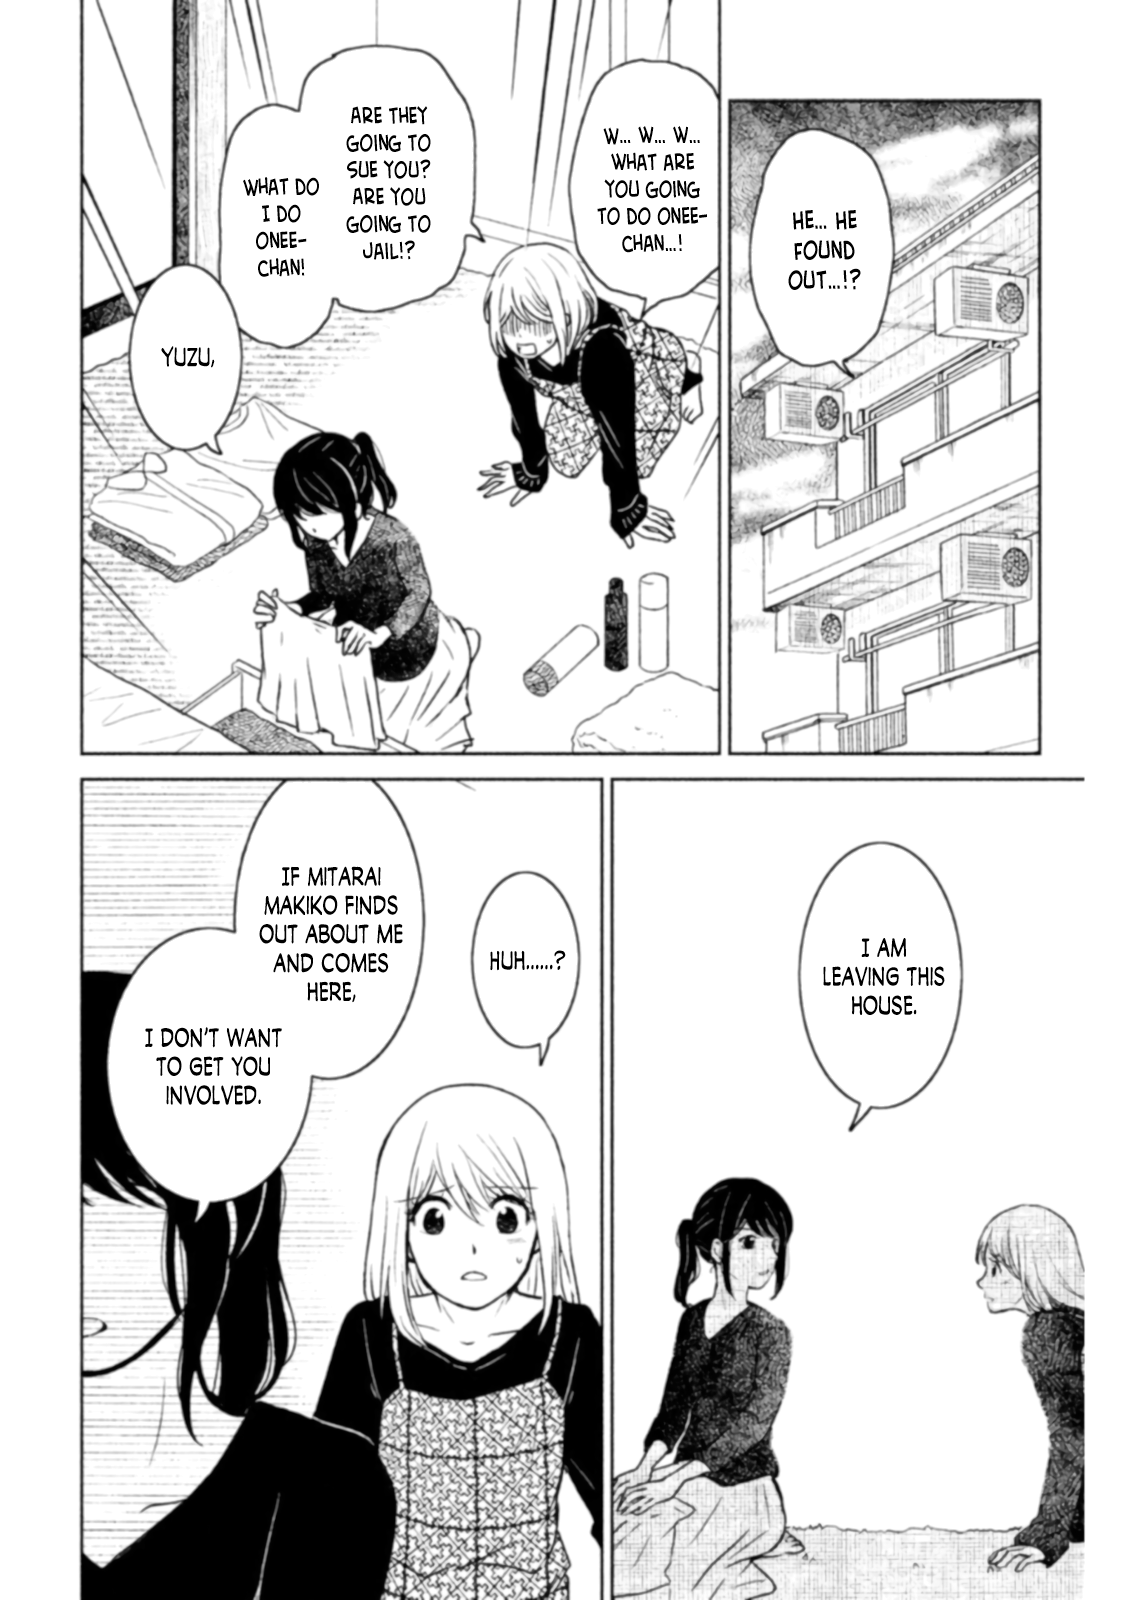 HE... HE
FOUND
OUT...!?
W... W... W...
WHAT ARE
YOU GOING
TO DO ONEE-
CHAN...!
ARE THEY
GOING TO
SUE YOU?
ARE YOU
GOING TO
JAIL!?
WHAT DO
I DO
ONEE-
CHAN!
YUZU,
I AM
LEAVING THIS
HOUSE.
HUH......?
IF MITARAI
MAKIKO FINDS
OUT ABOUT ME
AND COMES
HERE,
I DON'T WANT
TO GET YOU
INVOLVED.